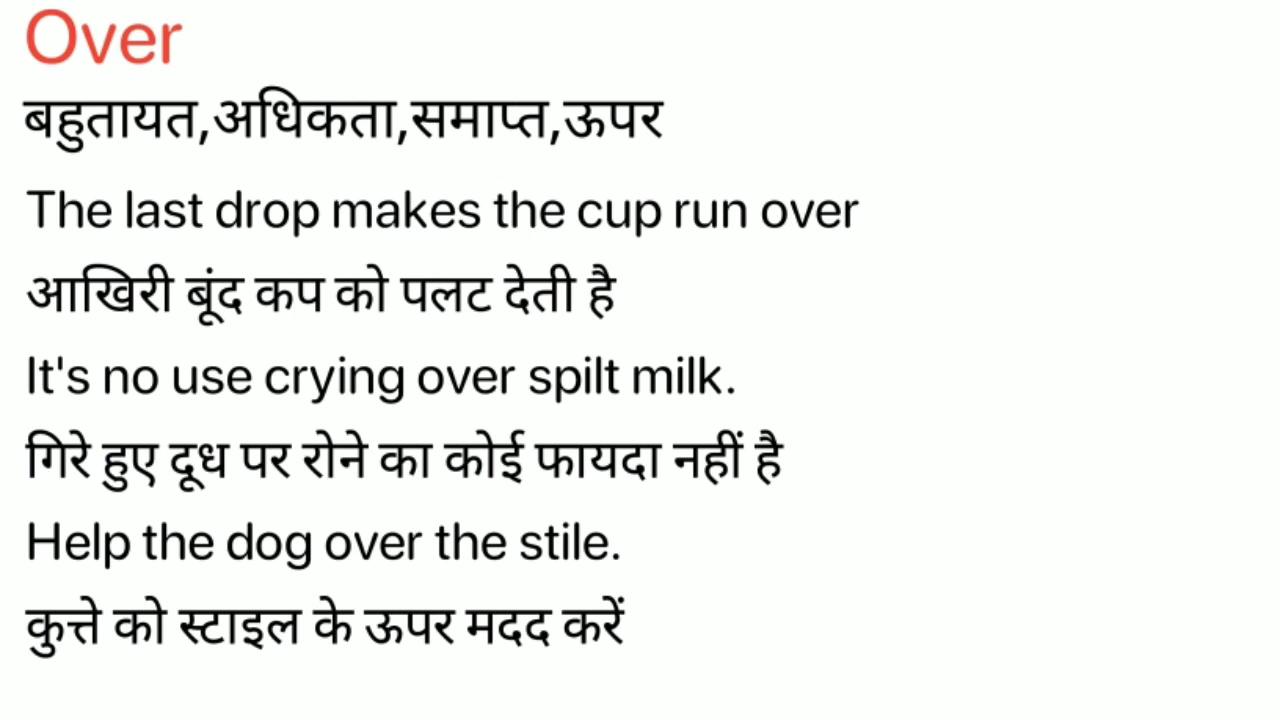 Over
बहुतायत,अधिकता,समाप्त,ऊपर
The last drop makes the cup run over
आखिरी बूंद कप को पलट देती है
It's no use crying over spilt milk.
गिरे हुए दूध पर रोने का कोई फायदा नहीं है
Help the dog over the stile.
कुत्ते को स्टाइल के ऊपर मदद करें